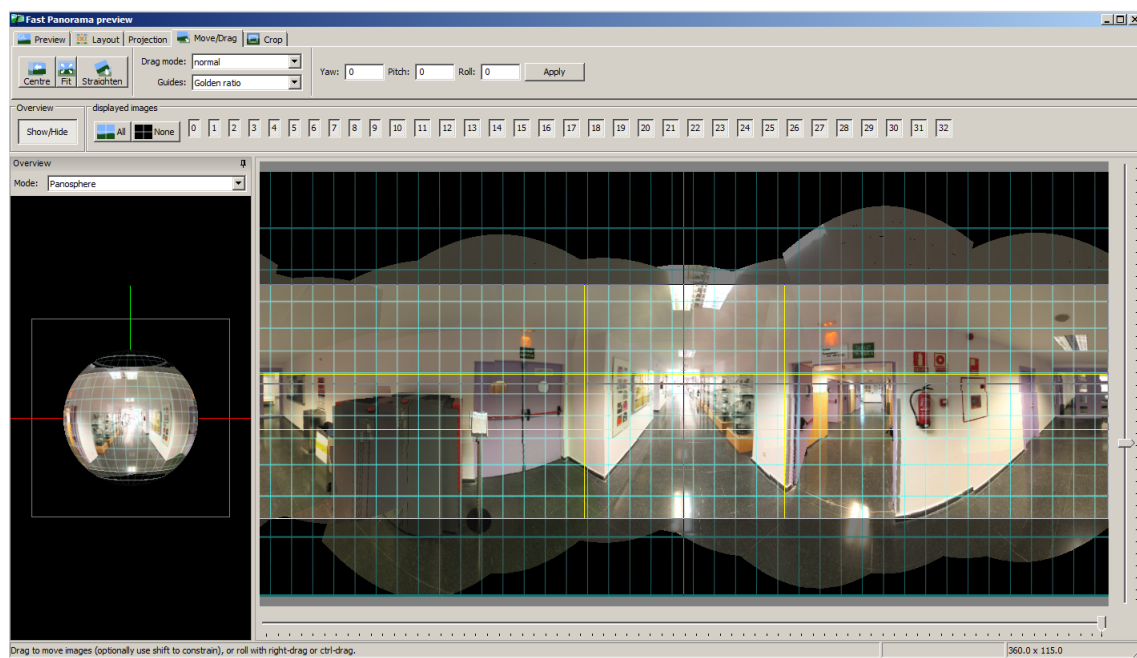 Fast Panorama preview
Preview Layout Projection Move/Drag Crop
Centre Fit Straighten Drag mode: normal Yaw: 0 Pitch: 0 Roll: 0 Apply
Guides: Golden ratio
Overview displayed images
Show/Hide All None 0 1 2 3 4 5 6 7 8 9 10 11 12 13 14 15 16 17 18 19 20 21 22 23 24 25 26 27 28 29 30 31 32
Overview
Mode: Panosphere
Drag to move images (optionally use shift to constrain), or roll with right-drag or ctrl-drag. 360.0 x 115.0